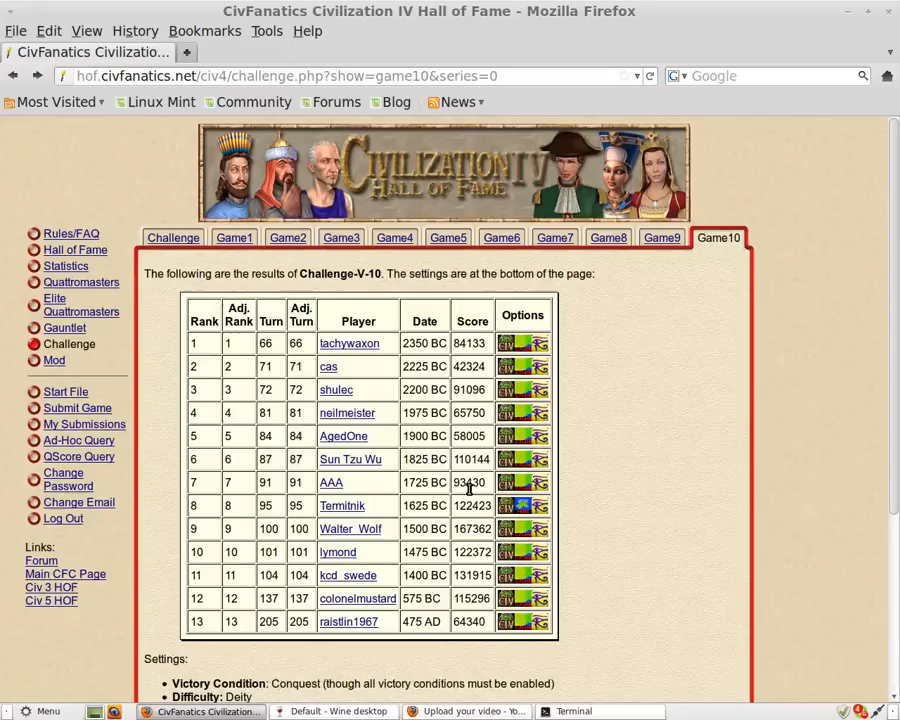 CivFanatics Civilization IV Hall of Fame - Mozilla Firefox
File Edit View History Bookmarks Tools Help
CivFanatics Civilizatio...
hof.civfanatics.net/civ4/challenge.php?show=game10&series=0
Google
Most Visited Linux Mint Community Forums Blog News
CIVILIZATION IV
HALL OF FAME
Challenge Game1 Game2 Game3 Game4 Game5 Game6 Game7 Game8 Game9 Game10
Rules/FAQ
Hall of Fame
Statistics
Quattromasters
Elite
Quattromasters
Gauntlet
Challenge
Mod
Start File
Submit Game
My Submissions
Ad-Hoc Query
QScore Query
Change
Password
Change Email
Log Out
Links:
Forum
Main CFC Page
Civ 3 HOF
Civ 5 HOF
The following are the results of Challenge-V-10. The settings are at the bottom of the page:
Rank Adj. Rank Turn Adj. Turn Player Date Score Options
1 1 66 66 tachywaxon 2350 BC 84133
2 2 71 71 cas 2225 BC 42324
3 3 72 72 shulec 2200 BC 91096
4 4 81 81 neilmeister 1975 BC 65750
5 5 84 84 AgedOne 1900 BC 58005
6 6 87 87 Sun Tzu Wu 1825 BC 110144
7 7 91 91 AAA 1725 BC 93430
8 8 95 95 Termitnik 1625 BC 122423
9 9 100 100 Walter_Wolf 1500 BC 167362
10 10 101 101 lymond 1475 BC 122372
11 11 104 104 kcd_swede 1400 BC 131915
12 12 137 137 colonelmustard 575 BC 115296
13 13 205 205 raistlin1967 475 AD 64340
Settings:
Victory Condition: Conquest (though all victory conditions must be enabled)
Difficulty: Deity
Menu CivFanatics Civilization... Default - Wine desktop Upload your video - Yo... Terminal